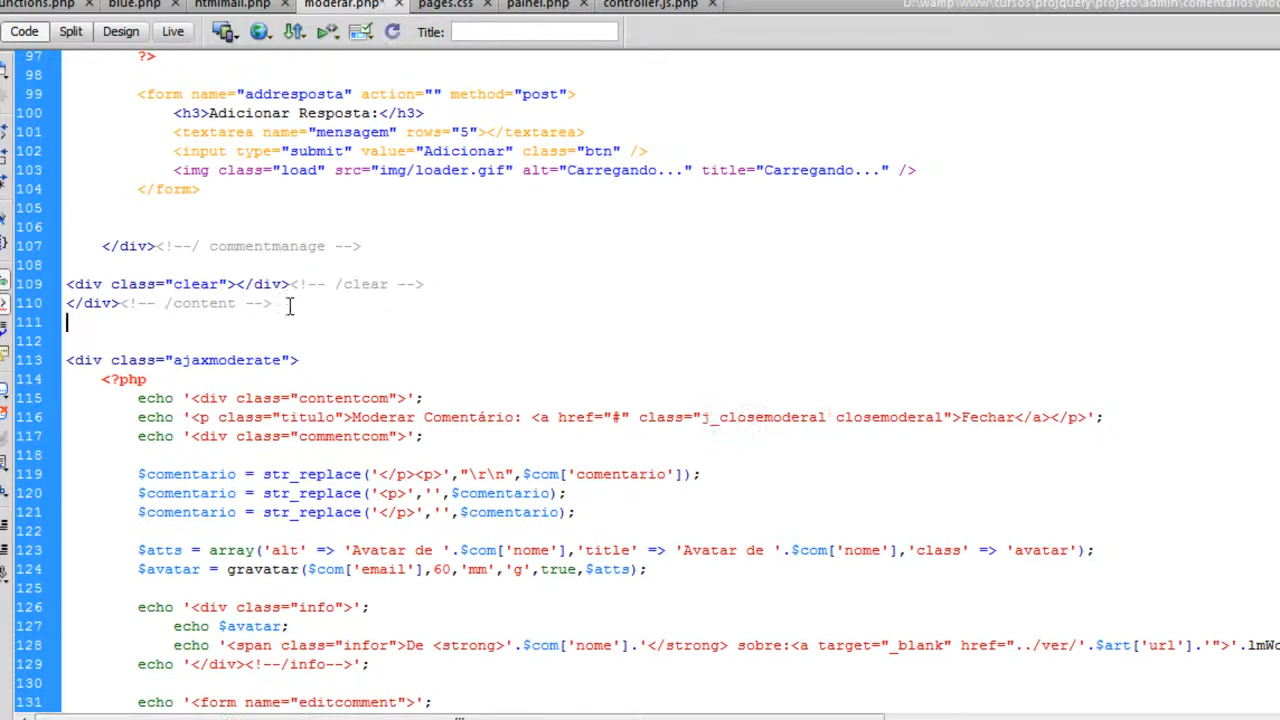 unctions.php × blue.php × htmlmail.php × moderar.php* × pages.css × painel.php × controller.js.php × D:\wamp\www\cursos\projquery\projeto\admin\comentarios\mod
Code Split Design Live Title:
97 ?>
98
99 <form name="addresposta" action="" method="post">
100 <h3>Adicionar Resposta:</h3>
101 <textarea name="mensagem" rows="5"></textarea>
102 <input type="submit" value="Adicionar" class="btn" />
103 <img class="load" src="img/loader.gif" alt="Carregando..." title="Carregando..." />
104 </form>
105
106
107 </div><!--/ commentmanage -->
108
109 <div class="clear"></div><!-- /clear -->
110 </div><!-- /content -->
111
112
113 <div class="ajaxmoderate">
114 <?php
115 echo '<div class="contentcom">';
116 echo '<p class="titulo">Moderar Comentário: <a href="#" class="j_closemoderal closemoderal">Fechar</a></p>';
117 echo '<div class="commentcom">';
118
119 $comentario = str_replace('</p><p>',"\r\n",$com['comentario']);
120 $comentario = str_replace('<p>','',$comentario);
121 $comentario = str_replace('</p>','',$comentario);
122
123 $atts = array('alt' => 'Avatar de '.$com['nome'],'title' => 'Avatar de '.$com['nome'],'class' => 'avatar');
124 $avatar = gravatar($com['email'],60,'mm','g',true,$atts);
125
126 echo '<div class="info">';
127 echo $avatar;
128 echo '<span class="infor">De <strong>'.$com['nome'].'</strong> sobre:<a target="_blank" href="../ver/'.$art['url'].'">'.lmWo
129 echo '</div><!--/info-->';
130
131 echo '<form name="editcomment">';